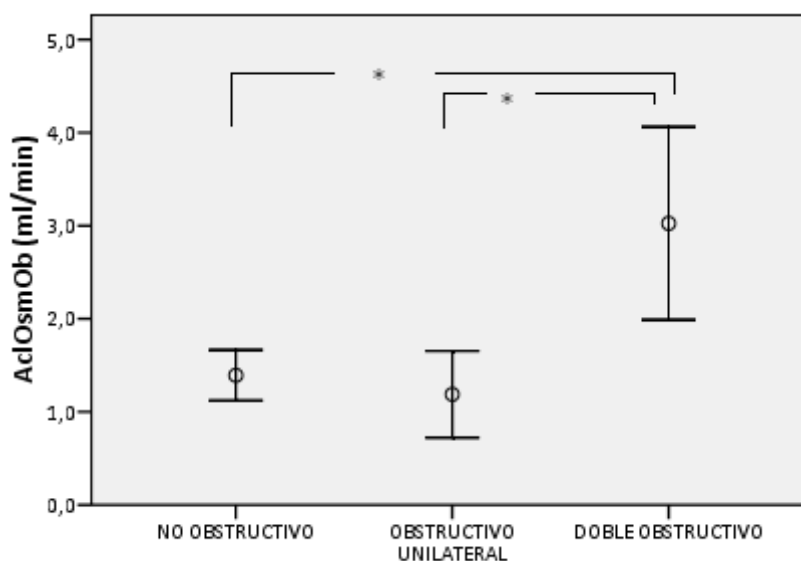 AclOsmOb (ml/min)
5,0
4,0
3,0
2,0
1,0
0,0
*
*
NO OBSTRUCTIVO
OBSTRUCTIVO
UNILATERAL
DOBLE OBSTRUCTIVO